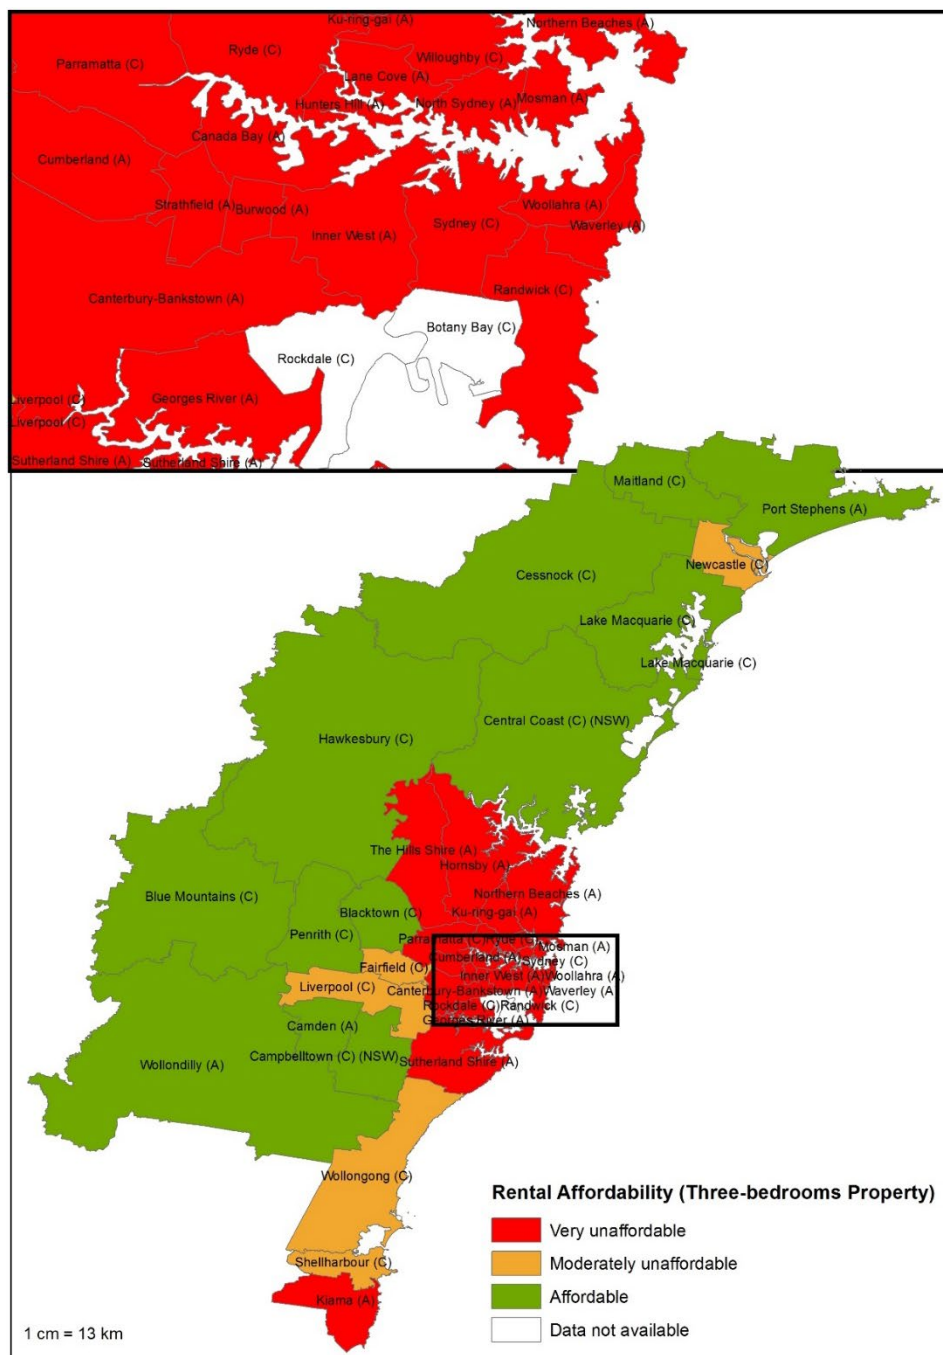 Ku-ring-gai (A)
Northern Beaches (A)
Ryde (C)
Willoughby (C)
Parramatta (C)
Lane Cove (A)
Hunters Hill (A)
North Sydney (A)
Mosman (A)
Canada Bay (A)
Cumberland (A)
Strathfield (A)
Burwood (A)
Woollahra (A)
Inner West (A)
Sydney (C)
Waverley (A)
Randwick (C)
Canterbury-Bankstown (A)
Botany Bay (C)
Rockdale (C)
Liverpool (C)
Georges River (A)
Liverpool (C)
Sutherland Shire (A)
Sutherland Shire (A)
Maitland (C)
Port Stephens (A)
Newcastle (C)
Cessnock (C)
Lake Macquarie (C)
Lake Macquarie (C)
Central Coast (C) (NSW)
Hawkesbury (C)
The Hills Shire (A)
Hornsby (A)
Blue Mountains (C)
Northern Beaches (A)
Blacktown (C)
Ku-ring-gai (A)
Penrith (C)
Parramatta (C)
Ryde (C)
Mosman (A)
Cumberland (A)
Sydney (C)
Fairfield (C)
Inner West (A)
Woollahra (A)
Liverpool (C)
Canterbury-Bankstown (A)
Waverley (A)
Rockdale (C)
Randwick (C)
Georges River (A)
Camden (A)
Campbelltown (C) (NSW)
Sutherland Shire (A)
Wollondilly (A)
Wollongong (C)
Shellharbour (C)
Kiama (A)
Rental Affordability (Three-bedrooms Property)
Very unaffordable
Moderately unaffordable
Affordable
Data not available
1 cm = 13 km